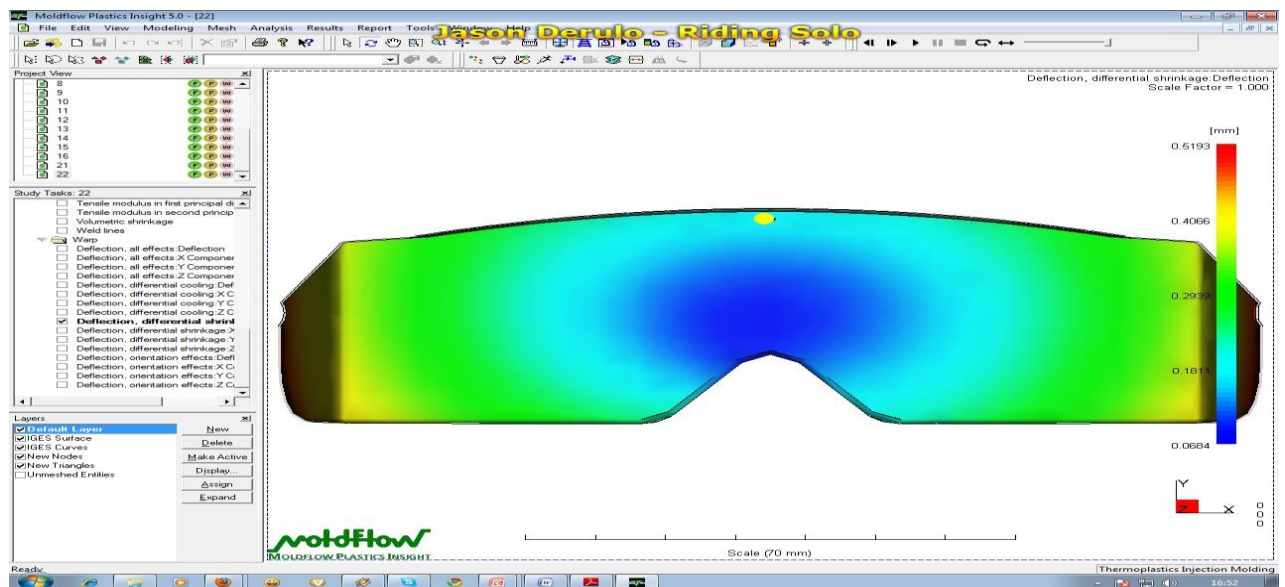 Moldflow Plastics Insight 5.0 - [22]
File Edit View Modeling Mesh Analysis Results Report Tools Window Help
Jason Derulo - Riding Solo
Project View
8
9
10
11
12
13
14
15
16
21
22
Study Tasks: 22
Tensile modulus in first principal di
Tensile modulus in second princip
Volumetric shrinkage
Weld lines
Warp
Deflection, all effects:Deflection
Deflection, all effects:X Componer
Deflection, all effects:Y Componer
Deflection, all effects:Z Componer
Deflection, differential cooling:Def
Deflection, differential cooling:X C
Deflection, differential cooling:Y C
Deflection, differential cooling:Z C
Deflection, differential shrinl
Deflection, differential shrinkage:X
Deflection, differential shrinkage:Y
Deflection, differential shrinkage:Z
Deflection, orientation effects:Defl
Deflection, orientation effects:X C
Deflection, orientation effects:Y C
Deflection, orientation effects:Z C
Layers
Default Layer
IGES Surface
IGES Curves
New Nodes
New Triangles
Unmeshed Entities
New
Delete
Make Active
Display...
Assign
Expand
Deflection, differential shrinkage:Deflection
Scale Factor = 1.000
[mm]
0.5193
0.4066
0.2939
0.1811
0.0684
Y
Z X
0
0
0
moldflow
MOLDFLOW PLASTICS INSIGHT
Scale (70 mm)
Ready
Thermoplastics Injection Molding
16:52